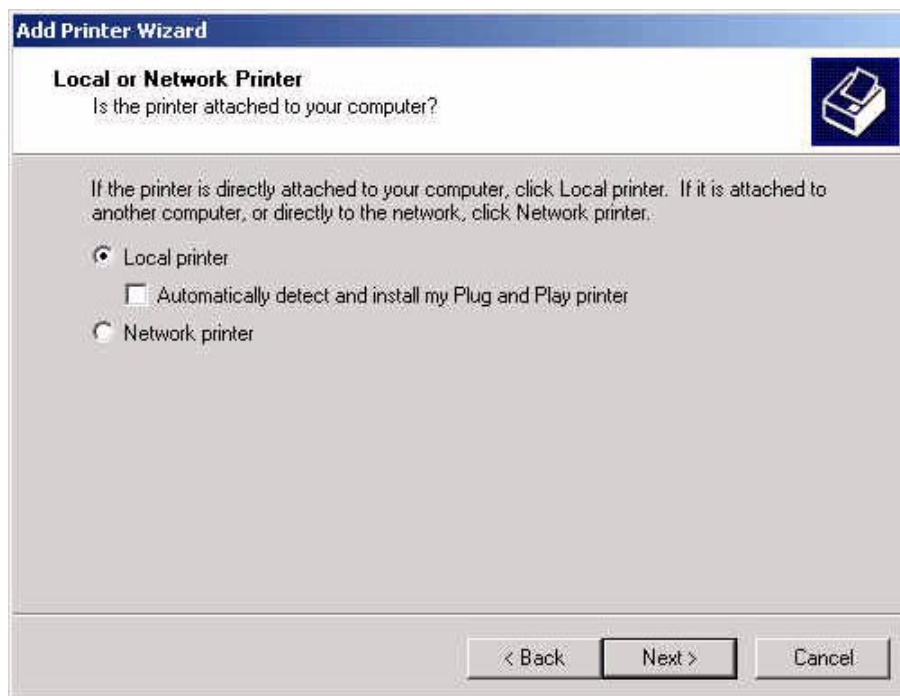 Add Printer Wizard
Local or Network Printer
Is the printer attached to your computer?
If the printer is directly attached to your computer, click Local printer. If it is attached to
another computer, or directly to the network, click Network printer.
Local printer
Automatically detect and install my Plug and Play printer
Network printer
< Back
Next >
Cancel